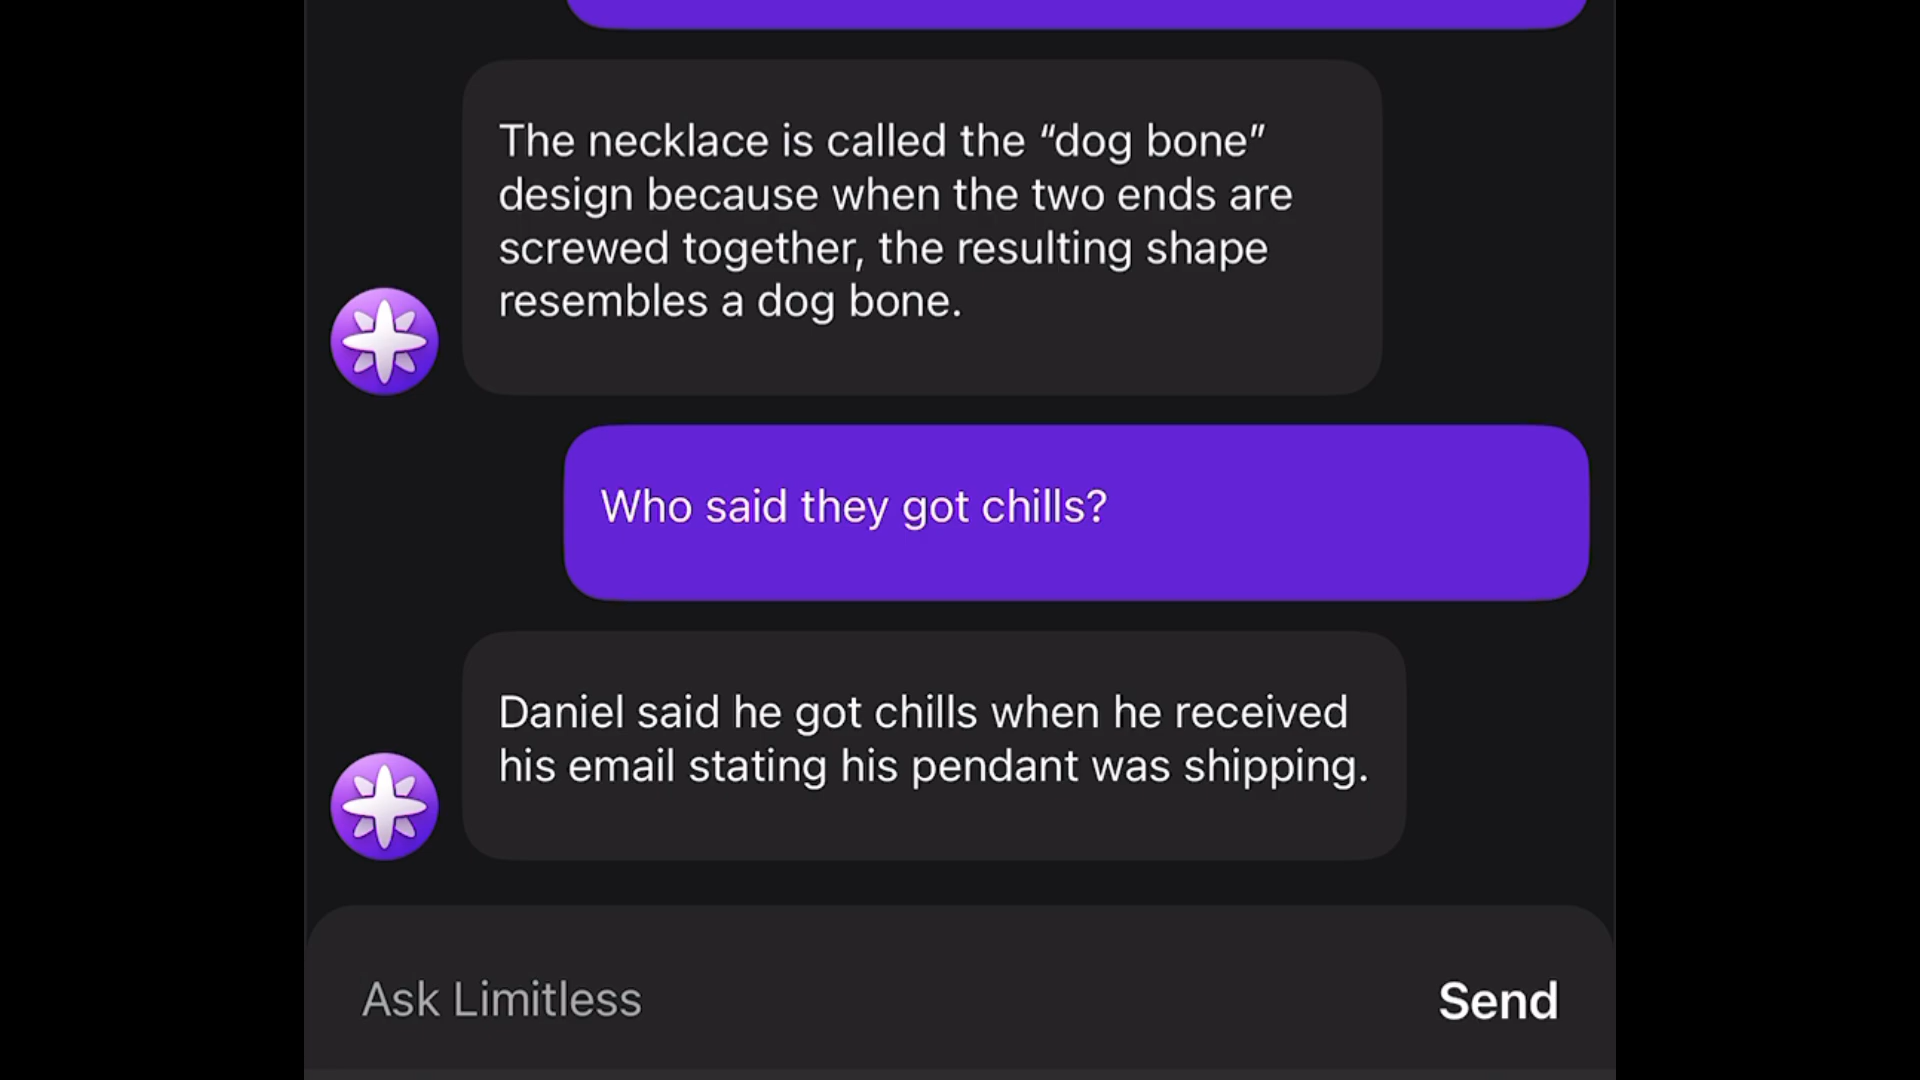 The necklace is called the “dog bone”
design because when the two ends are
screwed together, the resulting shape
resembles a dog bone.
Who said they got chills?
Daniel said he got chills when he received
his email stating his pendant was shipping.
Ask Limitless
Send